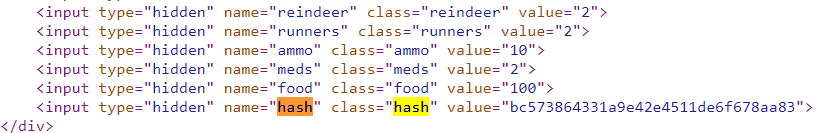 <input type="hidden" name="reindeer" class="reindeer" value="2">
<input type="hidden" name="runners" class="runners" value="2">
<input type="hidden" name="ammo" class="ammo" value="10">
<input type="hidden" name="meds" class="meds" value="2">
<input type="hidden" name="food" class="food" value="100">
<input type="hidden" name="hash" class="hash" value="bc573864331a9e42e4511de6f678aa83">
</div>